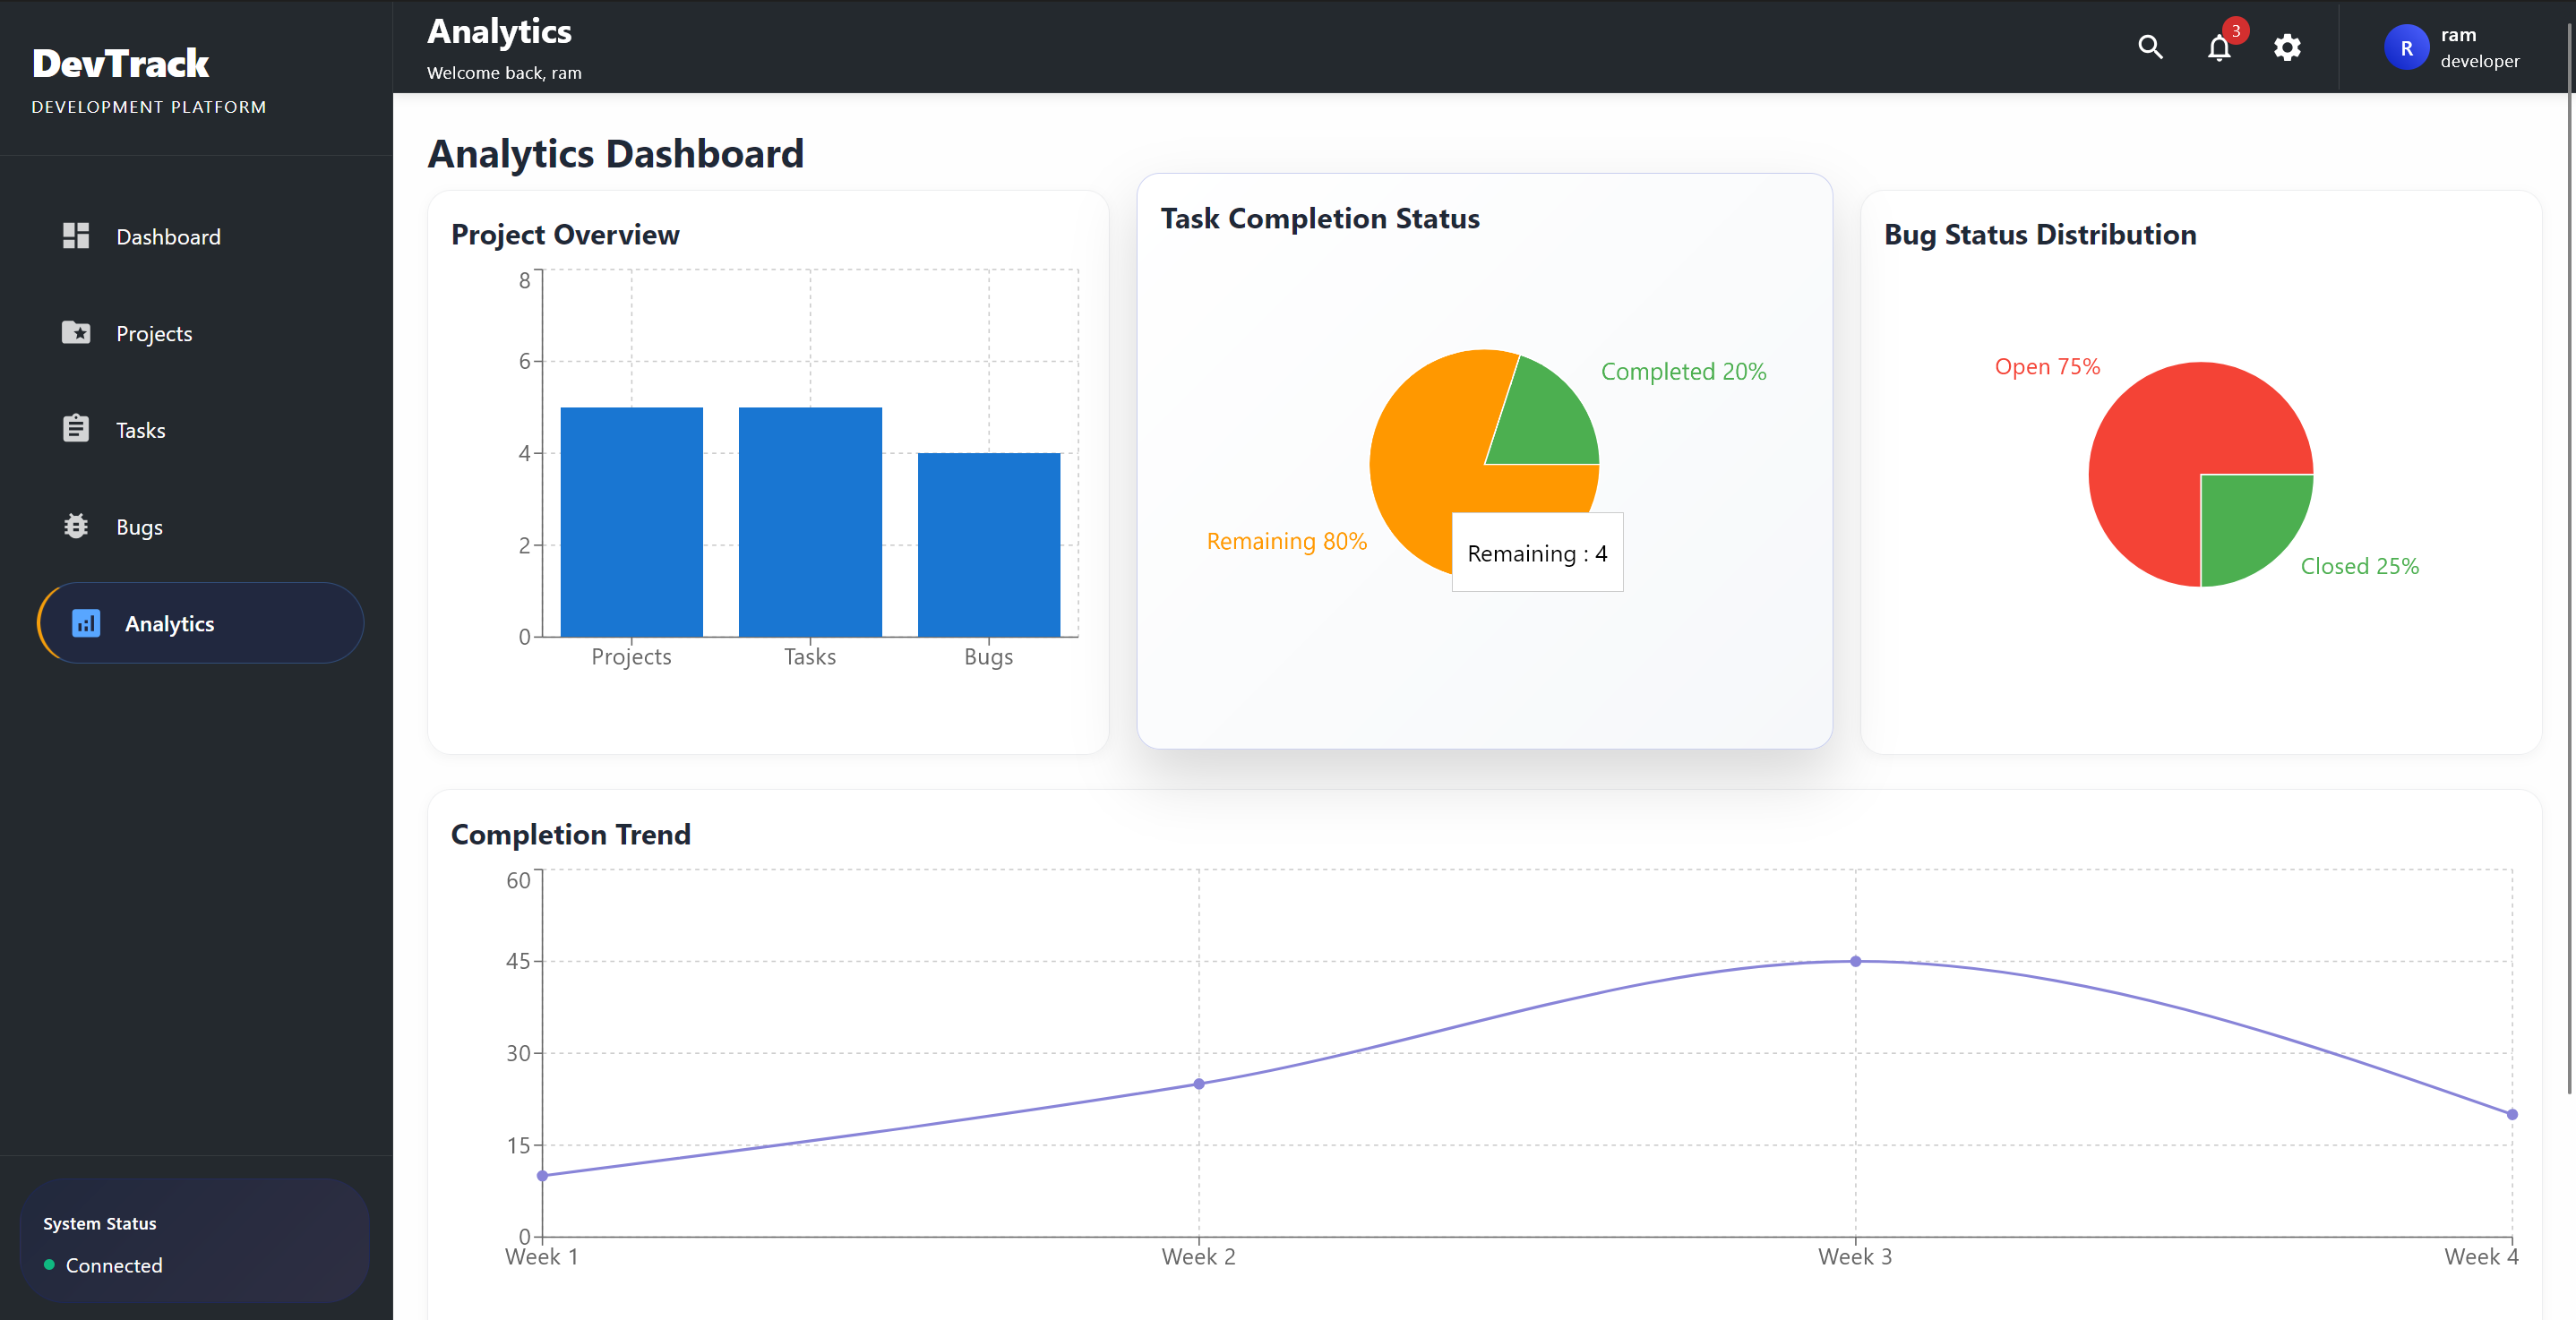 DevTrack
DEVELOPMENT PLATFORM
Dashboard
Projects
Tasks
Bugs
Analytics
System Status
Connected
Analytics
Welcome back, ram
3
R
ram
developer
Analytics Dashboard
Project Overview
8
6
4
2
0
Projects
Tasks
Bugs
Task Completion Status
Completed 20%
Remaining 80%
Remaining : 4
Bug Status Distribution
Open 75%
Closed 25%
Completion Trend
60
45
30
15
0
Week 1
Week 2
Week 3
Week 4